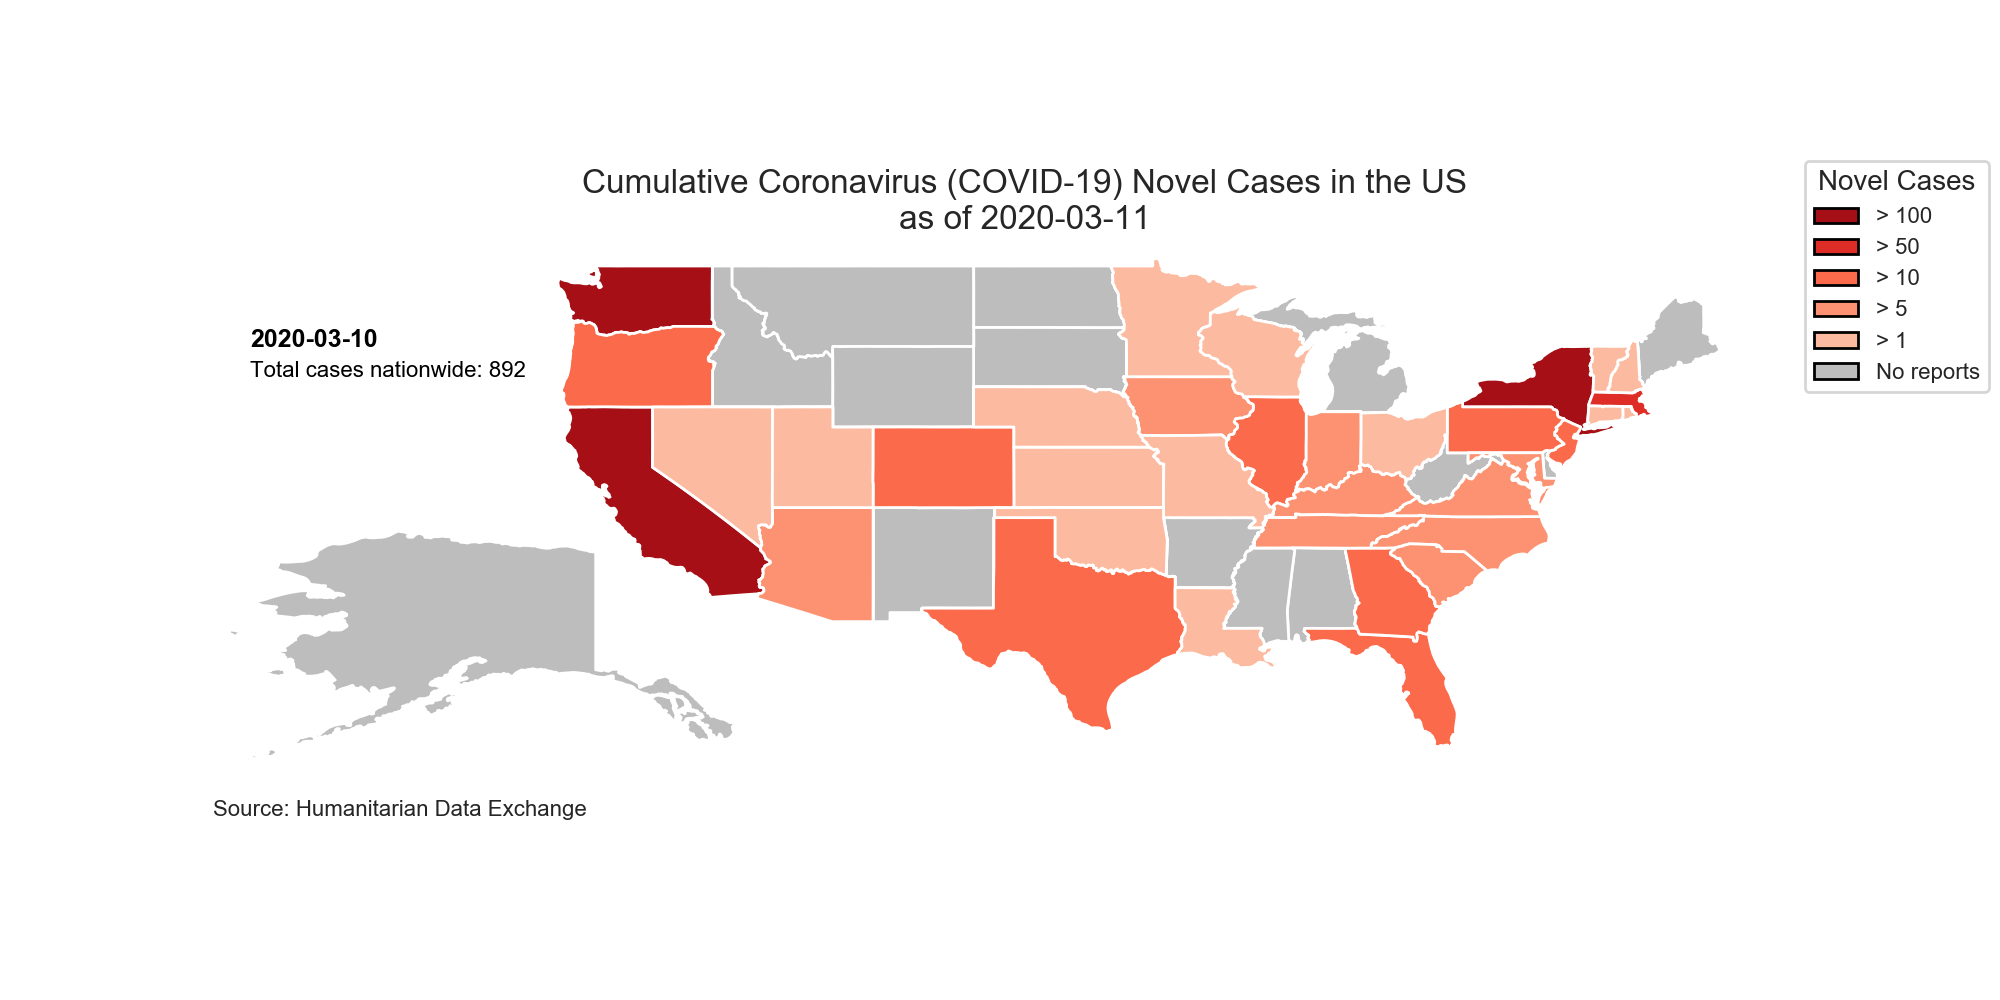 Cumulative Coronavirus (COVID-19) Novel Cases in the US
as of 2020-03-11
Novel Cases
> 100
> 50
> 10
> 5
> 1
No reports
2020-03-10
Total cases nationwide: 892
Source: Humanitarian Data Exchange